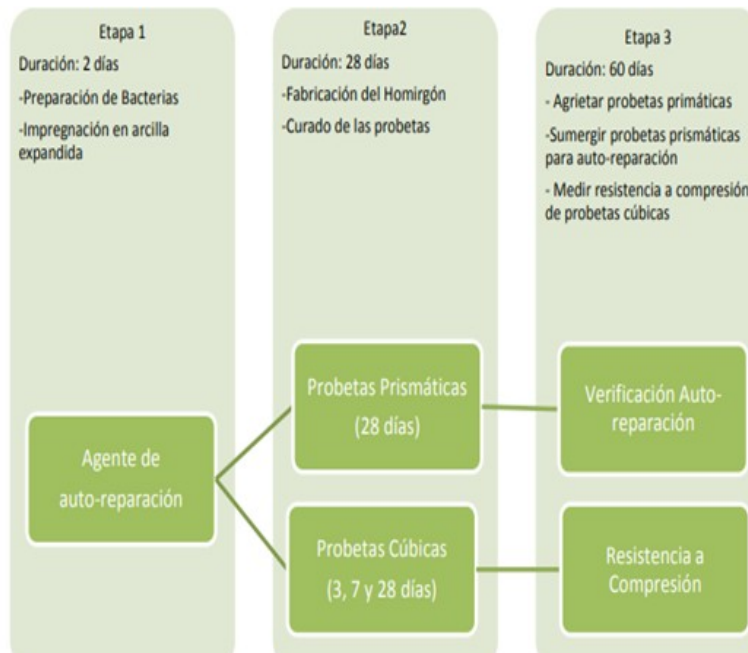 Etapa 1
Duración: 2 días
-Preparación de Bacterias
-Impregnación en arcilla
expandida
Etapa2
Duración: 28 días
-Fabricación del Homirgón
-Curado de las probetas
Etapa 3
Duración: 60 días
- Agrietar probetas primáticas
-Sumergir probetas prismáticas
para auto-reparación
- Medir resistencia a compresión
de probetas cúbicas
Agente de
auto-reparación
Probetas Prismáticas
(28 días)
Probetas Cúbicas
(3, 7 y 28 días)
Verificación Auto-
reparación
Resistencia a
Compresión